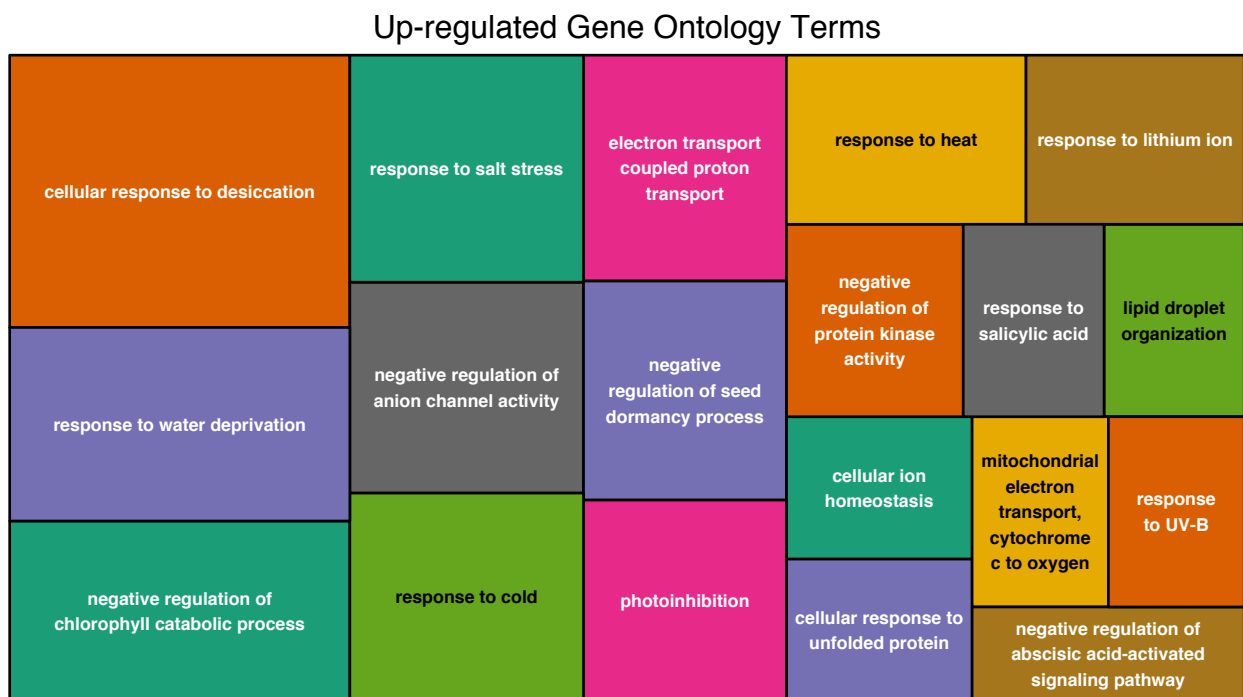 Up-regulated Gene Ontology Terms
cellular response to desiccation
response to water deprivation
negative regulation of
chlorophyll catabolic process
response to salt stress
negative regulation of
anion channel activity
response to cold
electron transport
coupled proton
transport
negative
regulation of seed
dormancy process
photoinhibition
response to heat
response to lithium ion
negative
regulation of
protein kinase
activity
response to
salicylic acid
lipid droplet
organization
cellular ion
homeostasis
mitochondrial
electron
transport,
cytochrome
c to oxygen
response
to UV-B
cellular response to
unfolded protein
negative regulation of
abscisic acid-activated
signaling pathway